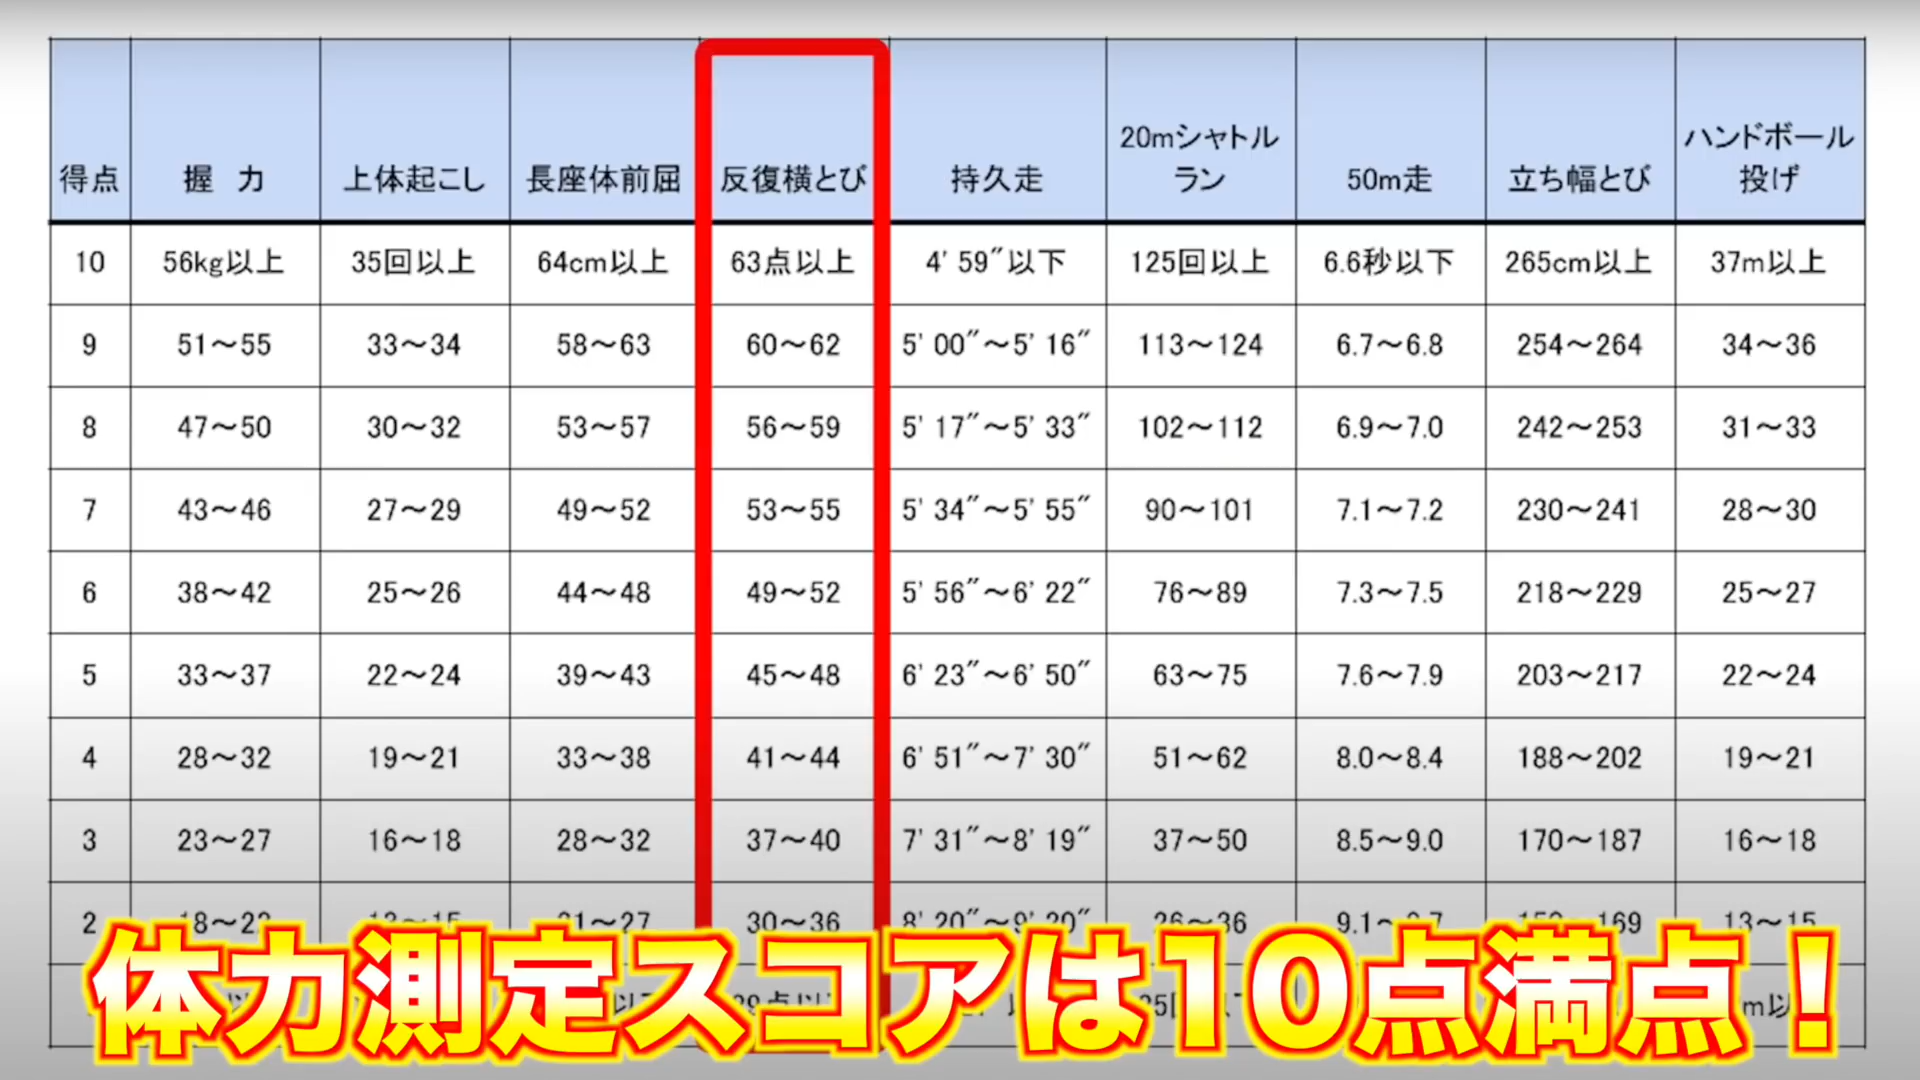 得点 握 力 上体起こし 長座体前屈 反復横とび 持久走 20mシャトルラン 50m走 立ち幅とび ハンドボール投げ
10 56kg以上 35回以上 64cm以上 63点以上 4' 59"以下 125回以上 6.6秒以下 265cm以上 37m以上
9 51～55 33～34 58～63 60～62 5' 00"～5' 16" 113～124 6.7～6.8 254～264 34～36
8 47～50 30～32 53～57 56～59 5' 17"～5' 33" 102～112 6.9～7.0 242～253 31～33
7 43～46 27～29 49～52 53～55 5' 34"～5' 55" 90～101 7.1～7.2 230～241 28～30
6 38～42 25～26 44～48 49～52 5' 56"～6' 22" 76～89 7.3～7.5 218～229 25～27
5 33～37 22～24 39～43 45～48 6' 23"～6' 50" 63～75 7.6～7.9 203～217 22～24
4 28～32 19～21 33～38 41～44 6' 51"～7' 30" 51～62 8.0～8.4 188～202 19～21
3 23～27 16～18 28～32 37～40 7' 31"～8' 19" 37～50 8.5～9.0 170～187 16～18
2 18～22 13～15 21～27 30～36 8' 20"～9' 20" 26～36 150～169 13～15
体力測定スコアは10点満点！